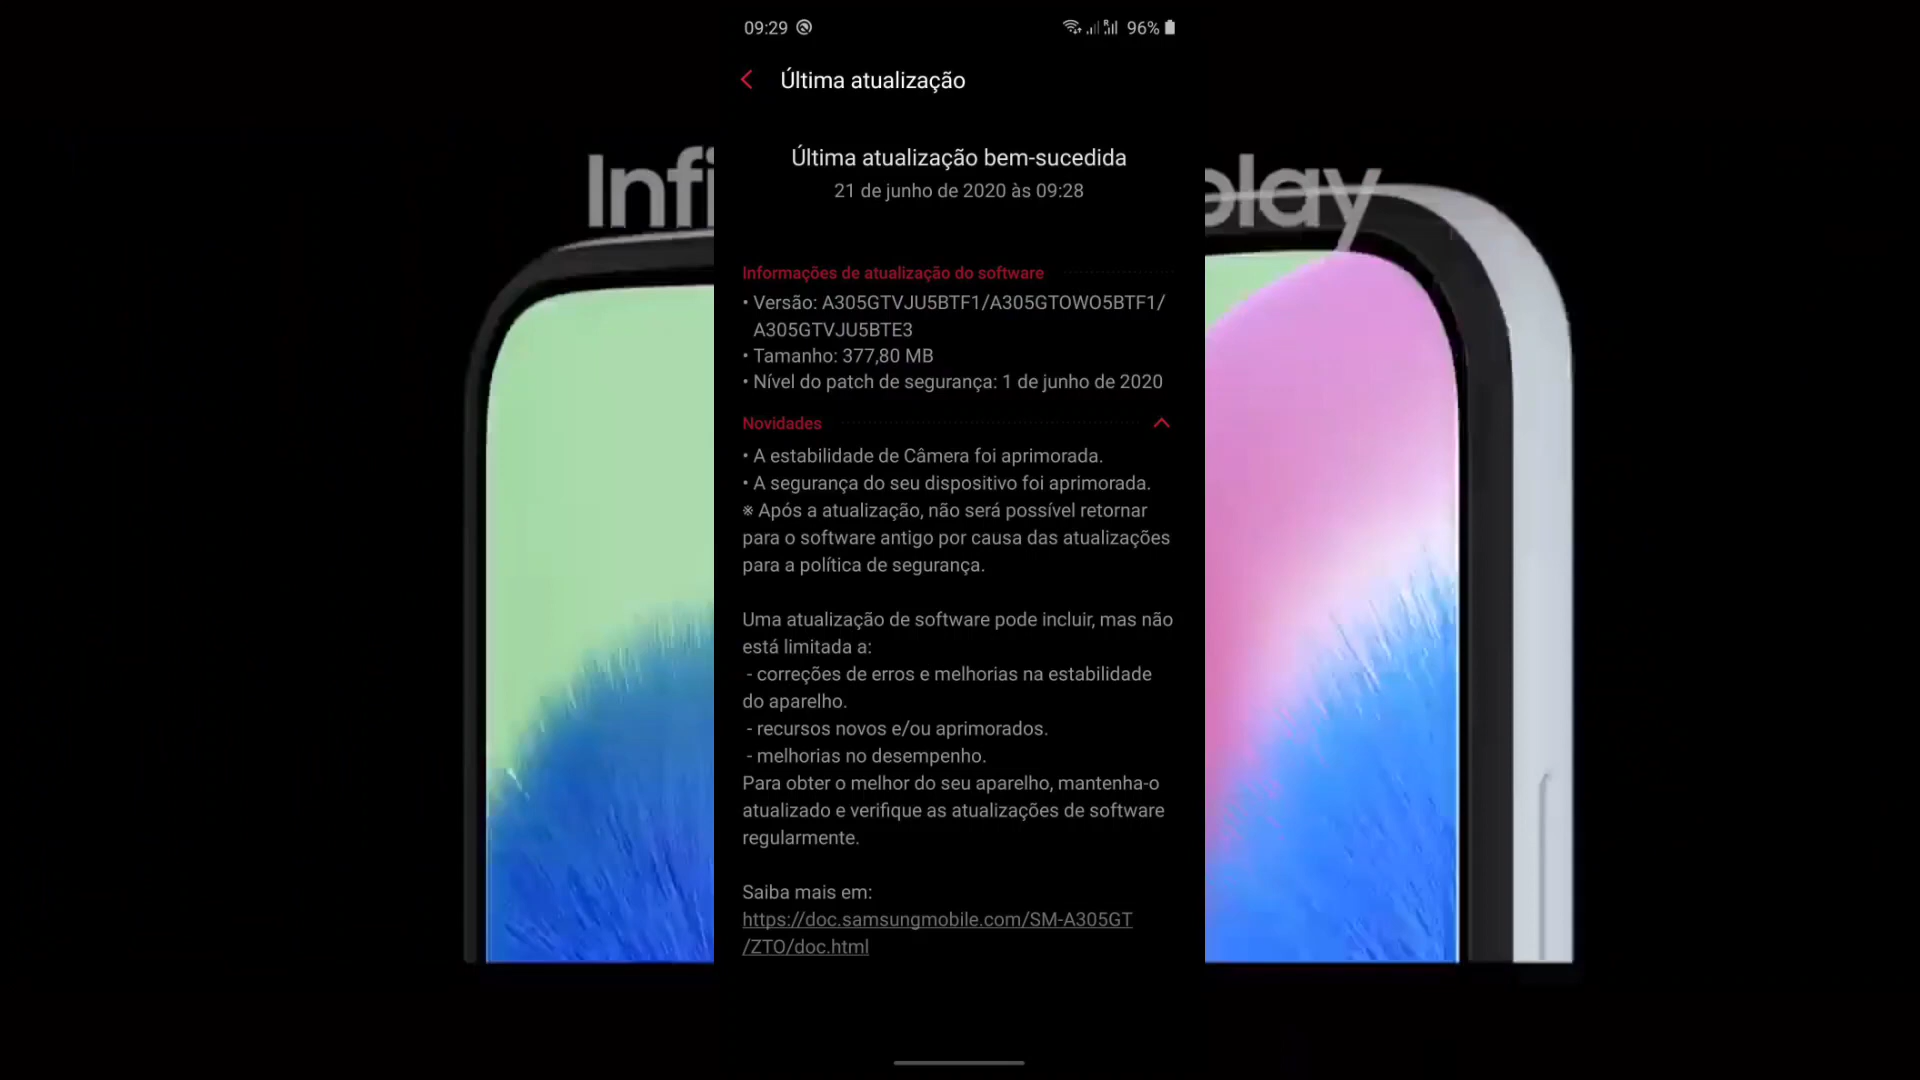 09:29
96%
Última atualização
Última atualização bem-sucedida
21 de junho de 2020 às 09:28
Infi
play
Informações de atualização do software
• Versão: A305GTVJU5BTF1/A305GTOWO5BTF1/
A305GTVJU5BTE3
• Tamanho: 377,80 MB
• Nível do patch de segurança: 1 de junho de 2020
Novidades
• A estabilidade de Câmera foi aprimorada.
• A segurança do seu dispositivo foi aprimorada.
※ Após a atualização, não será possível retornar
para o software antigo por causa das atualizações
para a política de segurança.
Uma atualização de software pode incluir, mas não
está limitada a:
- correções de erros e melhorias na estabilidade
do aparelho.
- recursos novos e/ou aprimorados.
- melhorias no desempenho.
Para obter o melhor do seu aparelho, mantenha-o
atualizado e verifique as atualizações de software
regularmente.
Saiba mais em:
https://doc.samsungmobile.com/SM-A305GT
/ZTO/doc.html